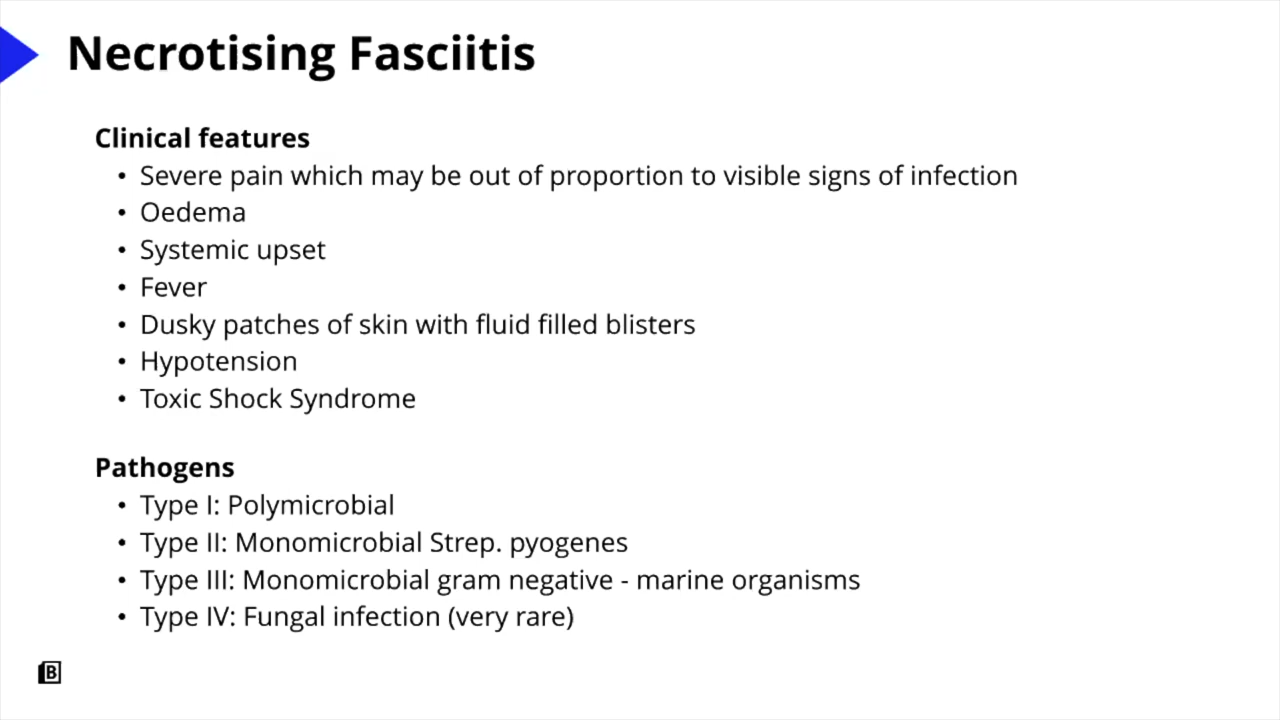 Necrotising Fasciitis
Clinical features
• Severe pain which may be out of proportion to visible signs of infection
• Oedema
• Systemic upset
• Fever
• Dusky patches of skin with fluid filled blisters
• Hypotension
• Toxic Shock Syndrome
Pathogens
• Type I: Polymicrobial
• Type II: Monomicrobial Strep. pyogenes
• Type III: Monomicrobial gram negative - marine organisms
• Type IV: Fungal infection (very rare)
B